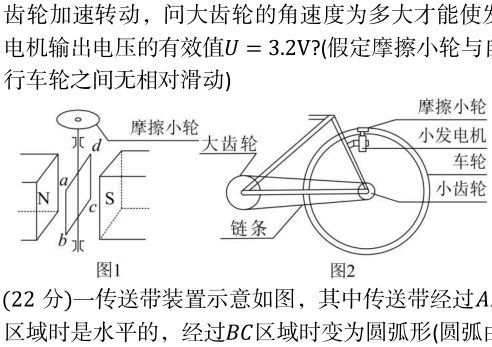 齿轮加速转动，问大齿轮的角速度为多大才能使发
电机输出电压的有效值U = 3.2V?(假定摩擦小轮与自
行车轮之间无相对滑动)
摩擦小轮
d
a
N
S
c
b
图1
摩擦小轮
小发电机
大齿轮
车轮
小齿轮
链条
图2
(22 分)一传送带装置示意如图，其中传送带经过A
区域时是水平的，经过BC区域时变为圆弧形(圆弧由